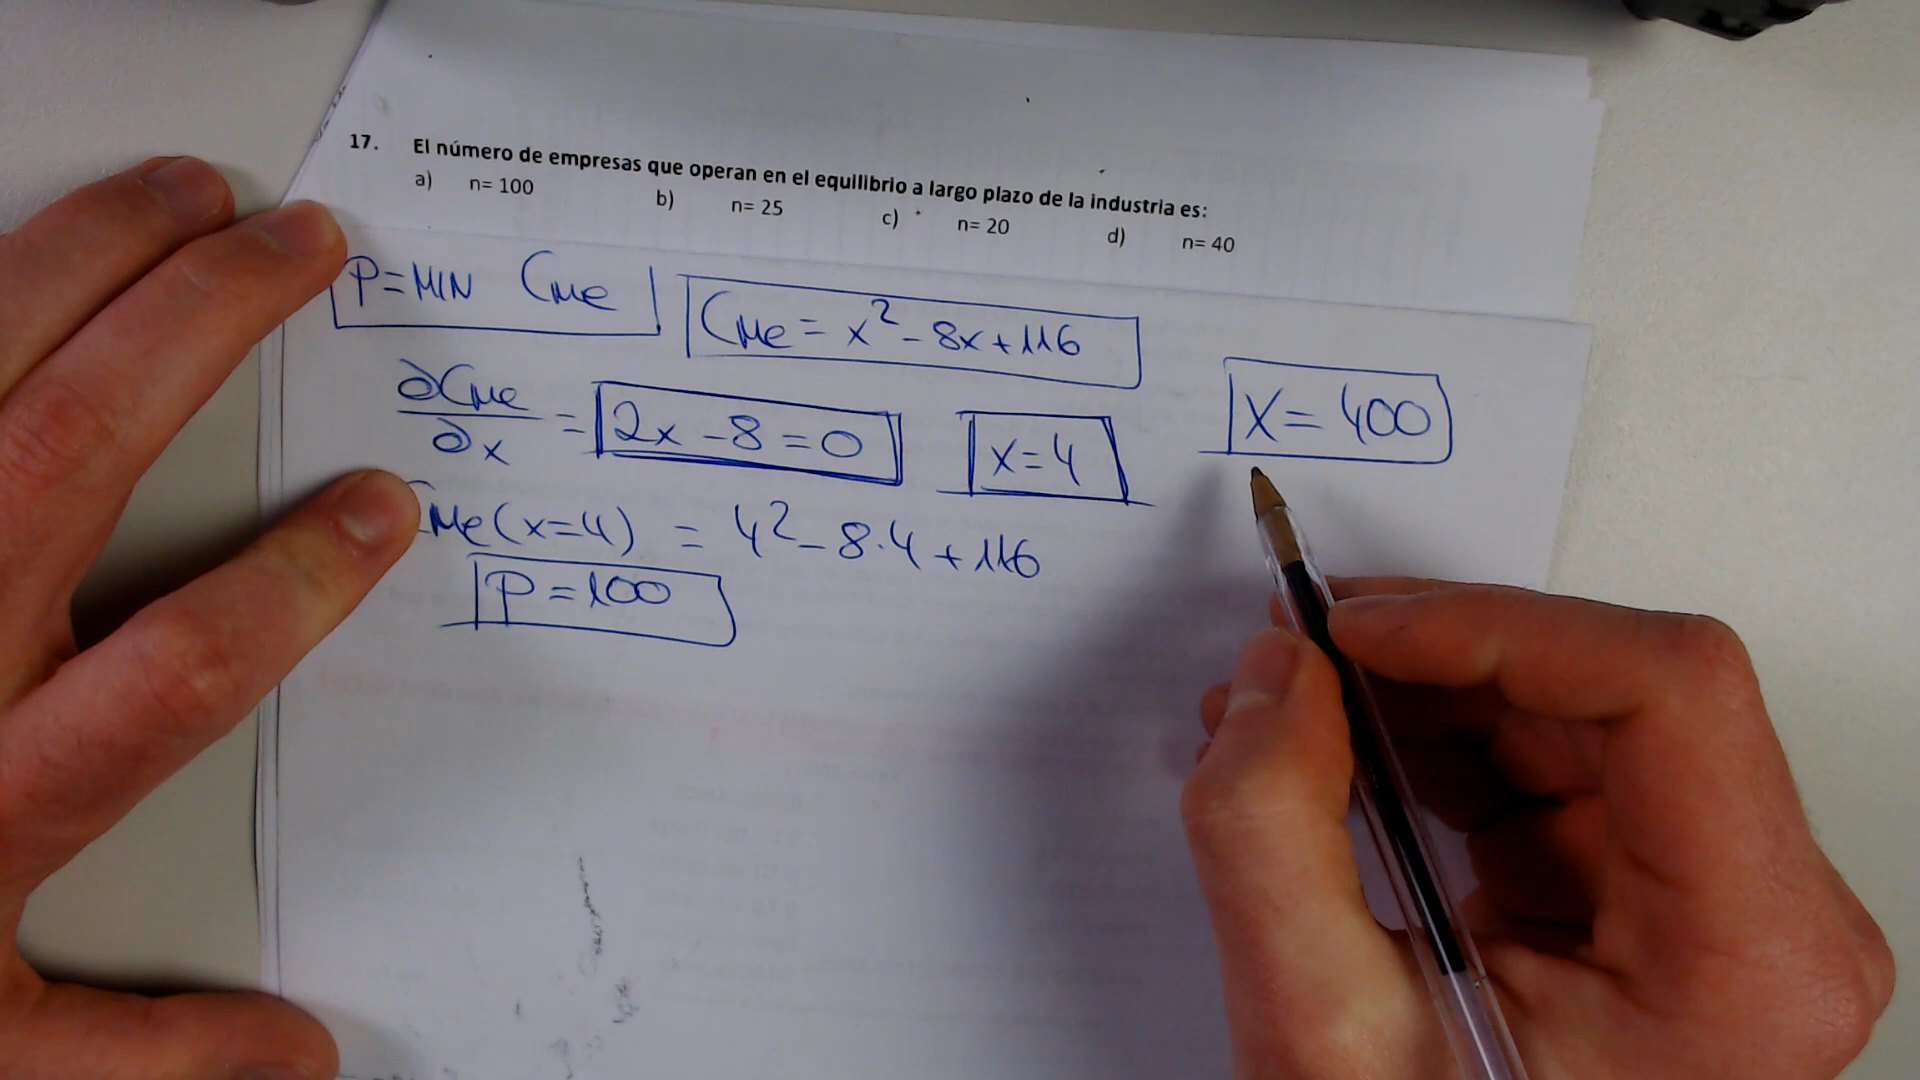 17. El número de empresas que operan en el equilibrio a largo plazo de la industria es:
a) n= 100 b) n= 25 c) n= 20 d) n= 40
P=MIN CMe
CMe = x² - 8x + 116
∂CMe/∂x = 2x - 8 = 0
x=4
X=400
CMe(x=4) = 4² - 8·4 + 116
P=100